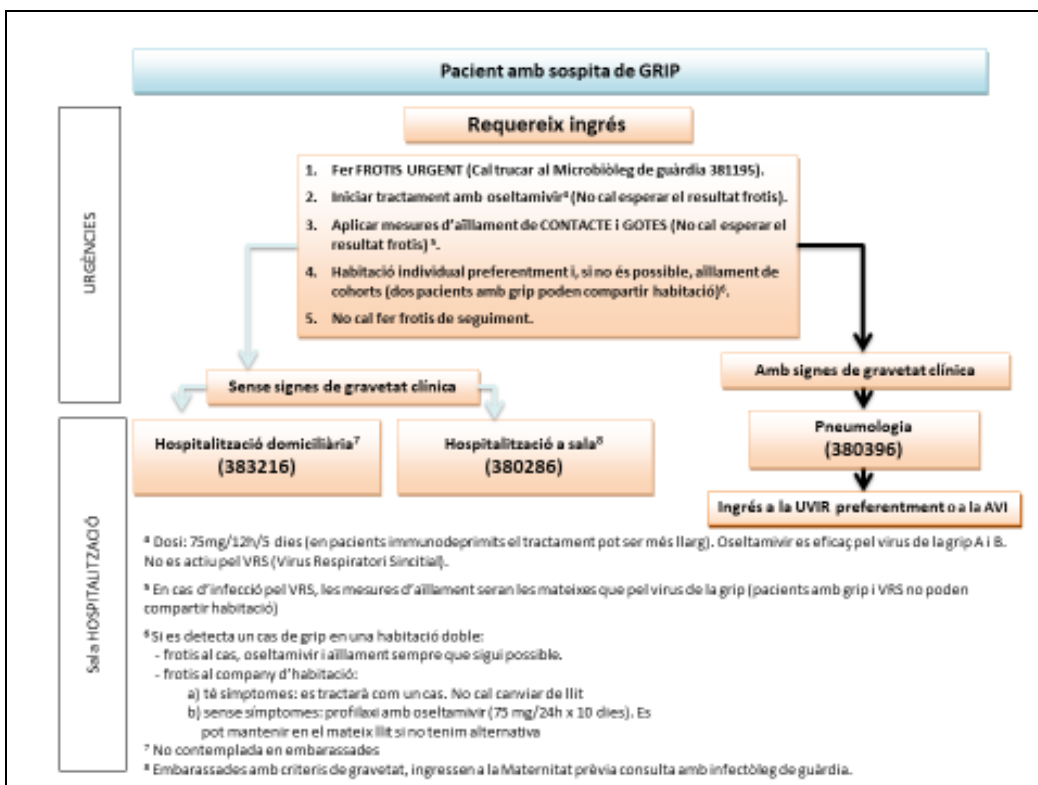 Pacient amb sospita de GRIP
URGÈNCIES
Requereix ingrés
1. Fer FROTIS URGENT (Cal trucar al Microbiòleg de guàrdia 381195).
2. Iniciar tractament amb oseltamivir⁴ (No cal esperar el resultat frotis).
3. Aplicar mesures d'aïllament de CONTACTE i GOTES (No cal esperar el
resultat frotis)⁵.
4. Habitació individual preferentment i, si no és possible, aïllament de
cohorts (dos pacients amb grip poden compartir habitació)⁶.
5. No cal fer frotis de seguiment.
Sense signes de gravetat clínica
Amb signes de gravetat clínica
Sala HOSPITALITZACIÓ
Hospitalització domiciliària⁷
(383216)
Hospitalització a sala⁸
(380286)
Pneumologia
(380396)
Ingrés a la UVIR preferentment o a la AVI
⁴ Dosi: 75mg/12h/5 dies (en pacients immunodeprimits el tractament pot ser més llarg). Oseltamivir es eficaç pel virus de la grip A i B.
No es actiu pel VRS (Virus Respiratori Sincitial).
⁵ En cas d'infecció pel VRS, les mesures d'aïllament seran les mateixes que pel virus de la grip (pacients amb grip i VRS no poden
compartir habitació)
⁶ Si es detecta un cas de grip en una habitació doble:
- frotis al cas, oseltamivir i aïllament sempre que sigui possible.
- frotis al company d'habitació:
a) té símptomes: es tractarà com un cas. No cal canviar de llit
b) sense símptomes: profilaxi amb oseltamivir (75 mg/24h x 10 dies). Es
pot mantenir en el mateix llit si no tenim alternativa
⁷ No contemplada en embarassades
⁸ Embarassades amb criteris de gravetat, ingressen a la Maternitat prèvia consulta amb infectòleg de guàrdia.